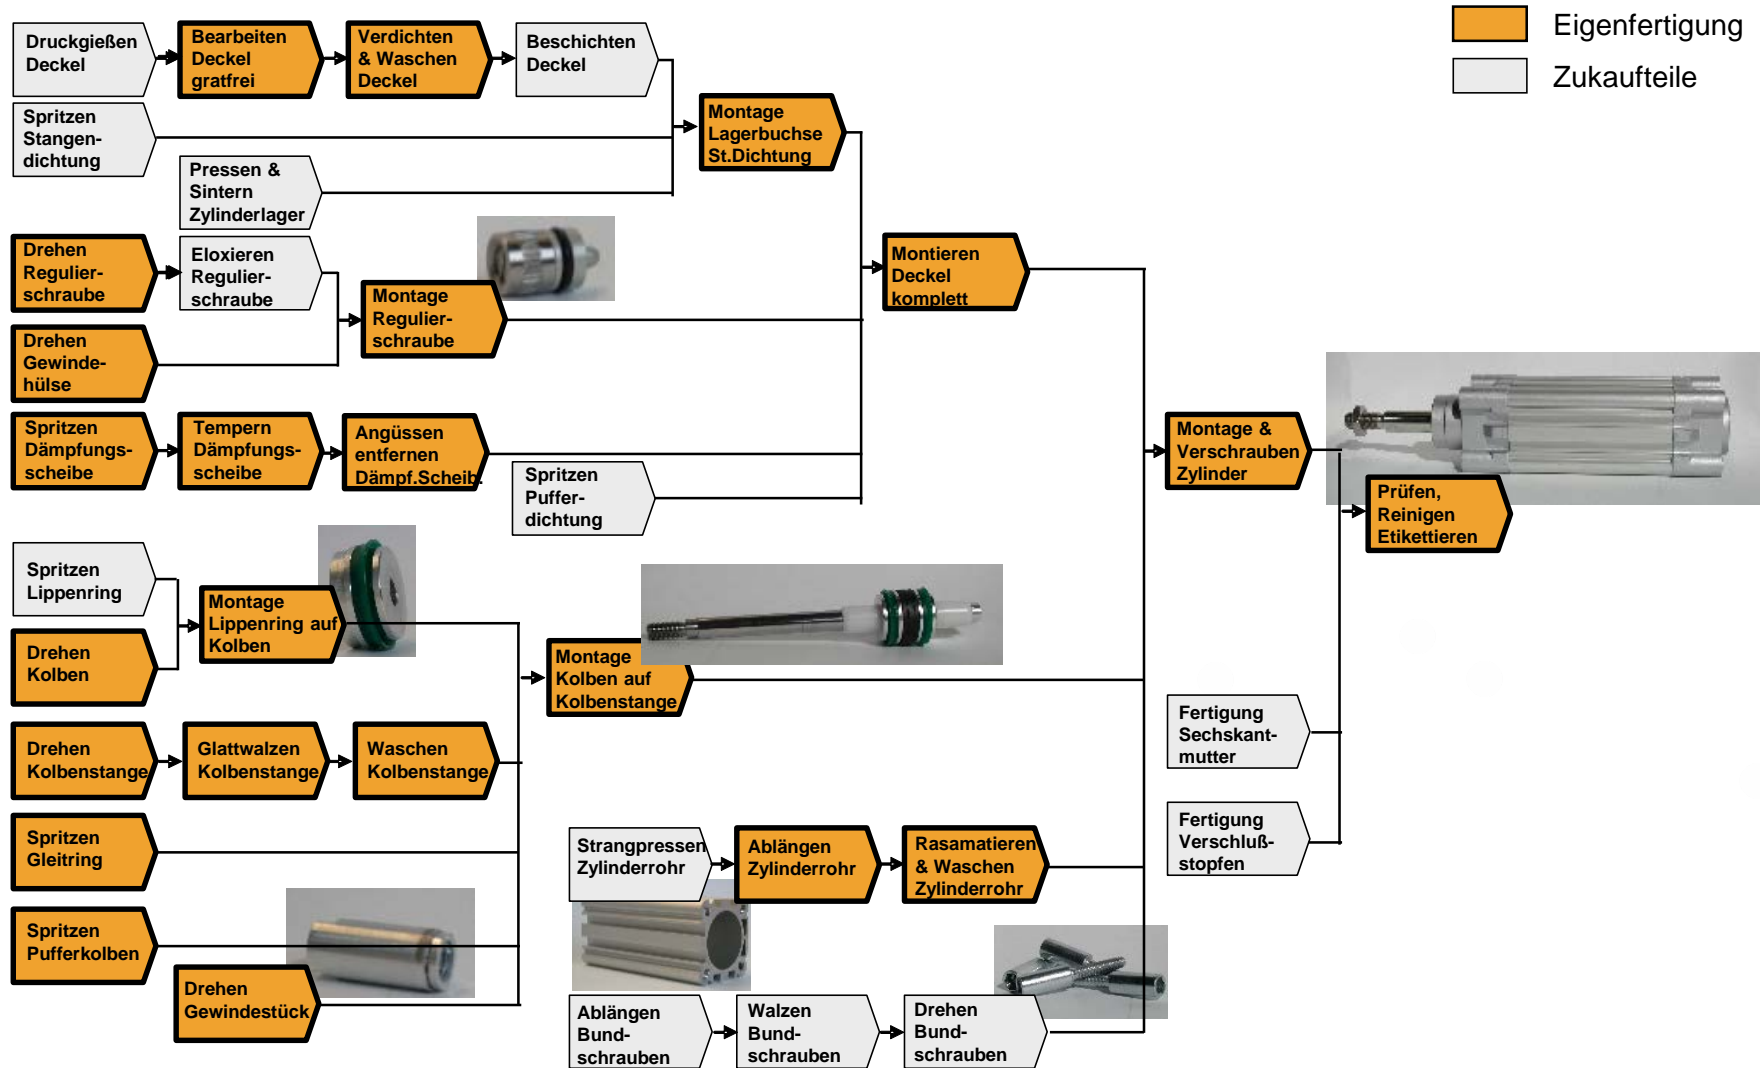 Eigenfertigung
Zukaufteile
Druckgießen
Deckel
Bearbeiten
Deckel
gratfrei
Verdichten
& Waschen
Deckel
Beschichten
Deckel
Spritzen
Stangen-
dichtung
Pressen &
Sintern
Zylinderlager
Montage
Lagerbuchse
St.Dichtung
Drehen
Regulier-
schraube
Eloxieren
Regulier-
schraube
Drehen
Gewinde-
hülse
Montage
Regulier-
schraube
Montieren
Deckel
komplett
Spritzen
Dämpfungs-
scheibe
Tempern
Dämpfungs-
scheibe
Angüssen
entfernen
Dämpf.Scheib.
Spritzen
Puffer-
dichtung
Montage &
Verschrauben
Zylinder
Prüfen,
Reinigen
Etikettieren
Spritzen
Lippenring
Drehen
Kolben
Montage
Lippenring auf
Kolben
Montage
Kolben auf
Kolbenstange
Drehen
Kolbenstange
Glattwalzen
Kolbenstange
Waschen
Kolbenstange
Spritzen
Gleitring
Spritzen
Pufferkolben
Drehen
Gewindestück
Strangpressen
Zylinderrohr
Ablängen
Zylinderrohr
Rasamatieren
& Waschen
Zylinderrohr
Ablängen
Bund-
schrauben
Walzen
Bund-
schrauben
Drehen
Bund-
schrauben
Fertigung
Sechskant-
mutter
Fertigung
Verschluß-
stopfen